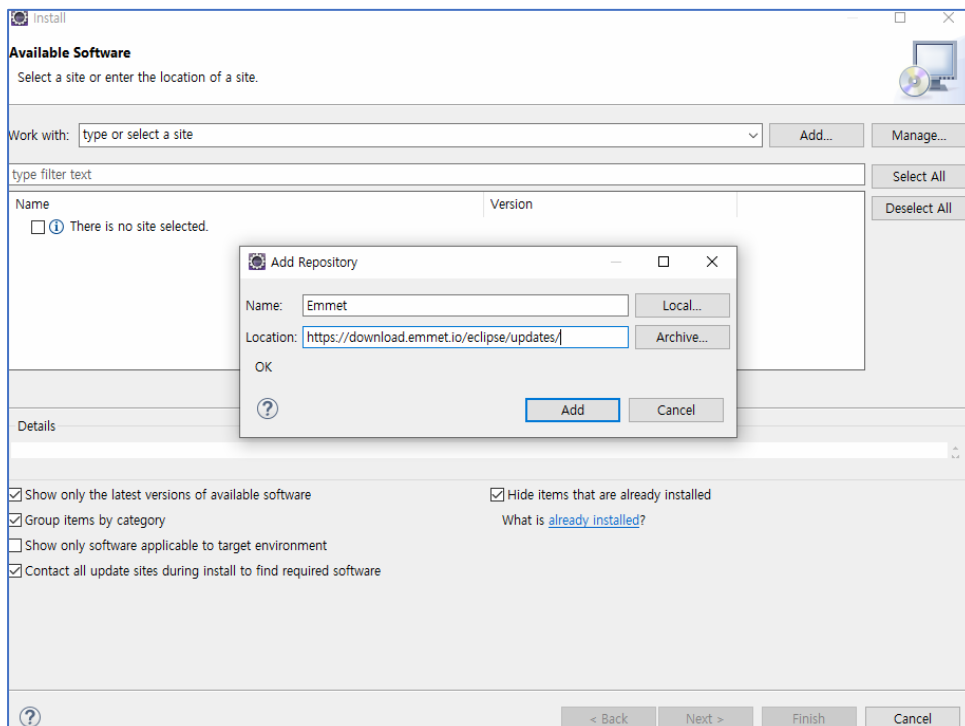 Install
Available Software
Select a site or enter the location of a site.
Work with: type or select a site Add... Manage...
type filter text Select All
Name Version Deselect All
There is no site selected.
Add Repository
Name: Emmet Local...
Location: https://download.emmet.io/eclipse/updates/ Archive...
OK
? Add Cancel
Details
Show only the latest versions of available software Hide items that are already installed
Group items by category What is already installed?
Show only software applicable to target environment
Contact all update sites during install to find required software
? < Back Next > Finish Cancel